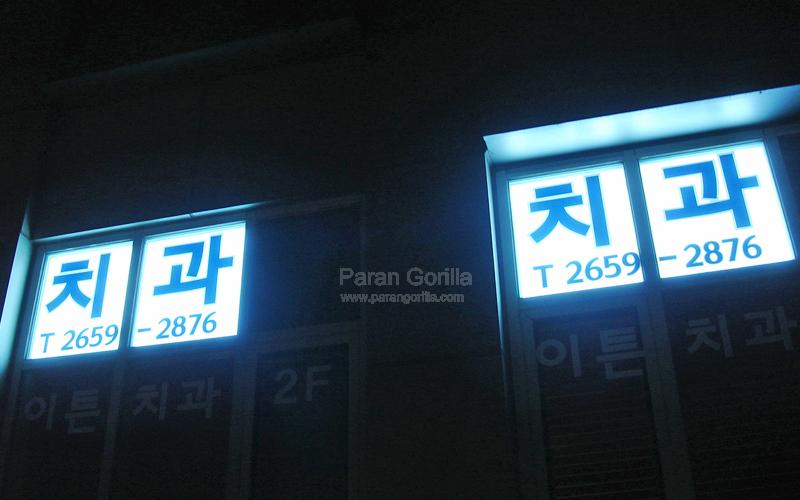 치과
T 2659-2876
이튼 치과 2F
치과
T 2659-2876
이튼 치과
Paran Gorilla
www.parangorilla.com